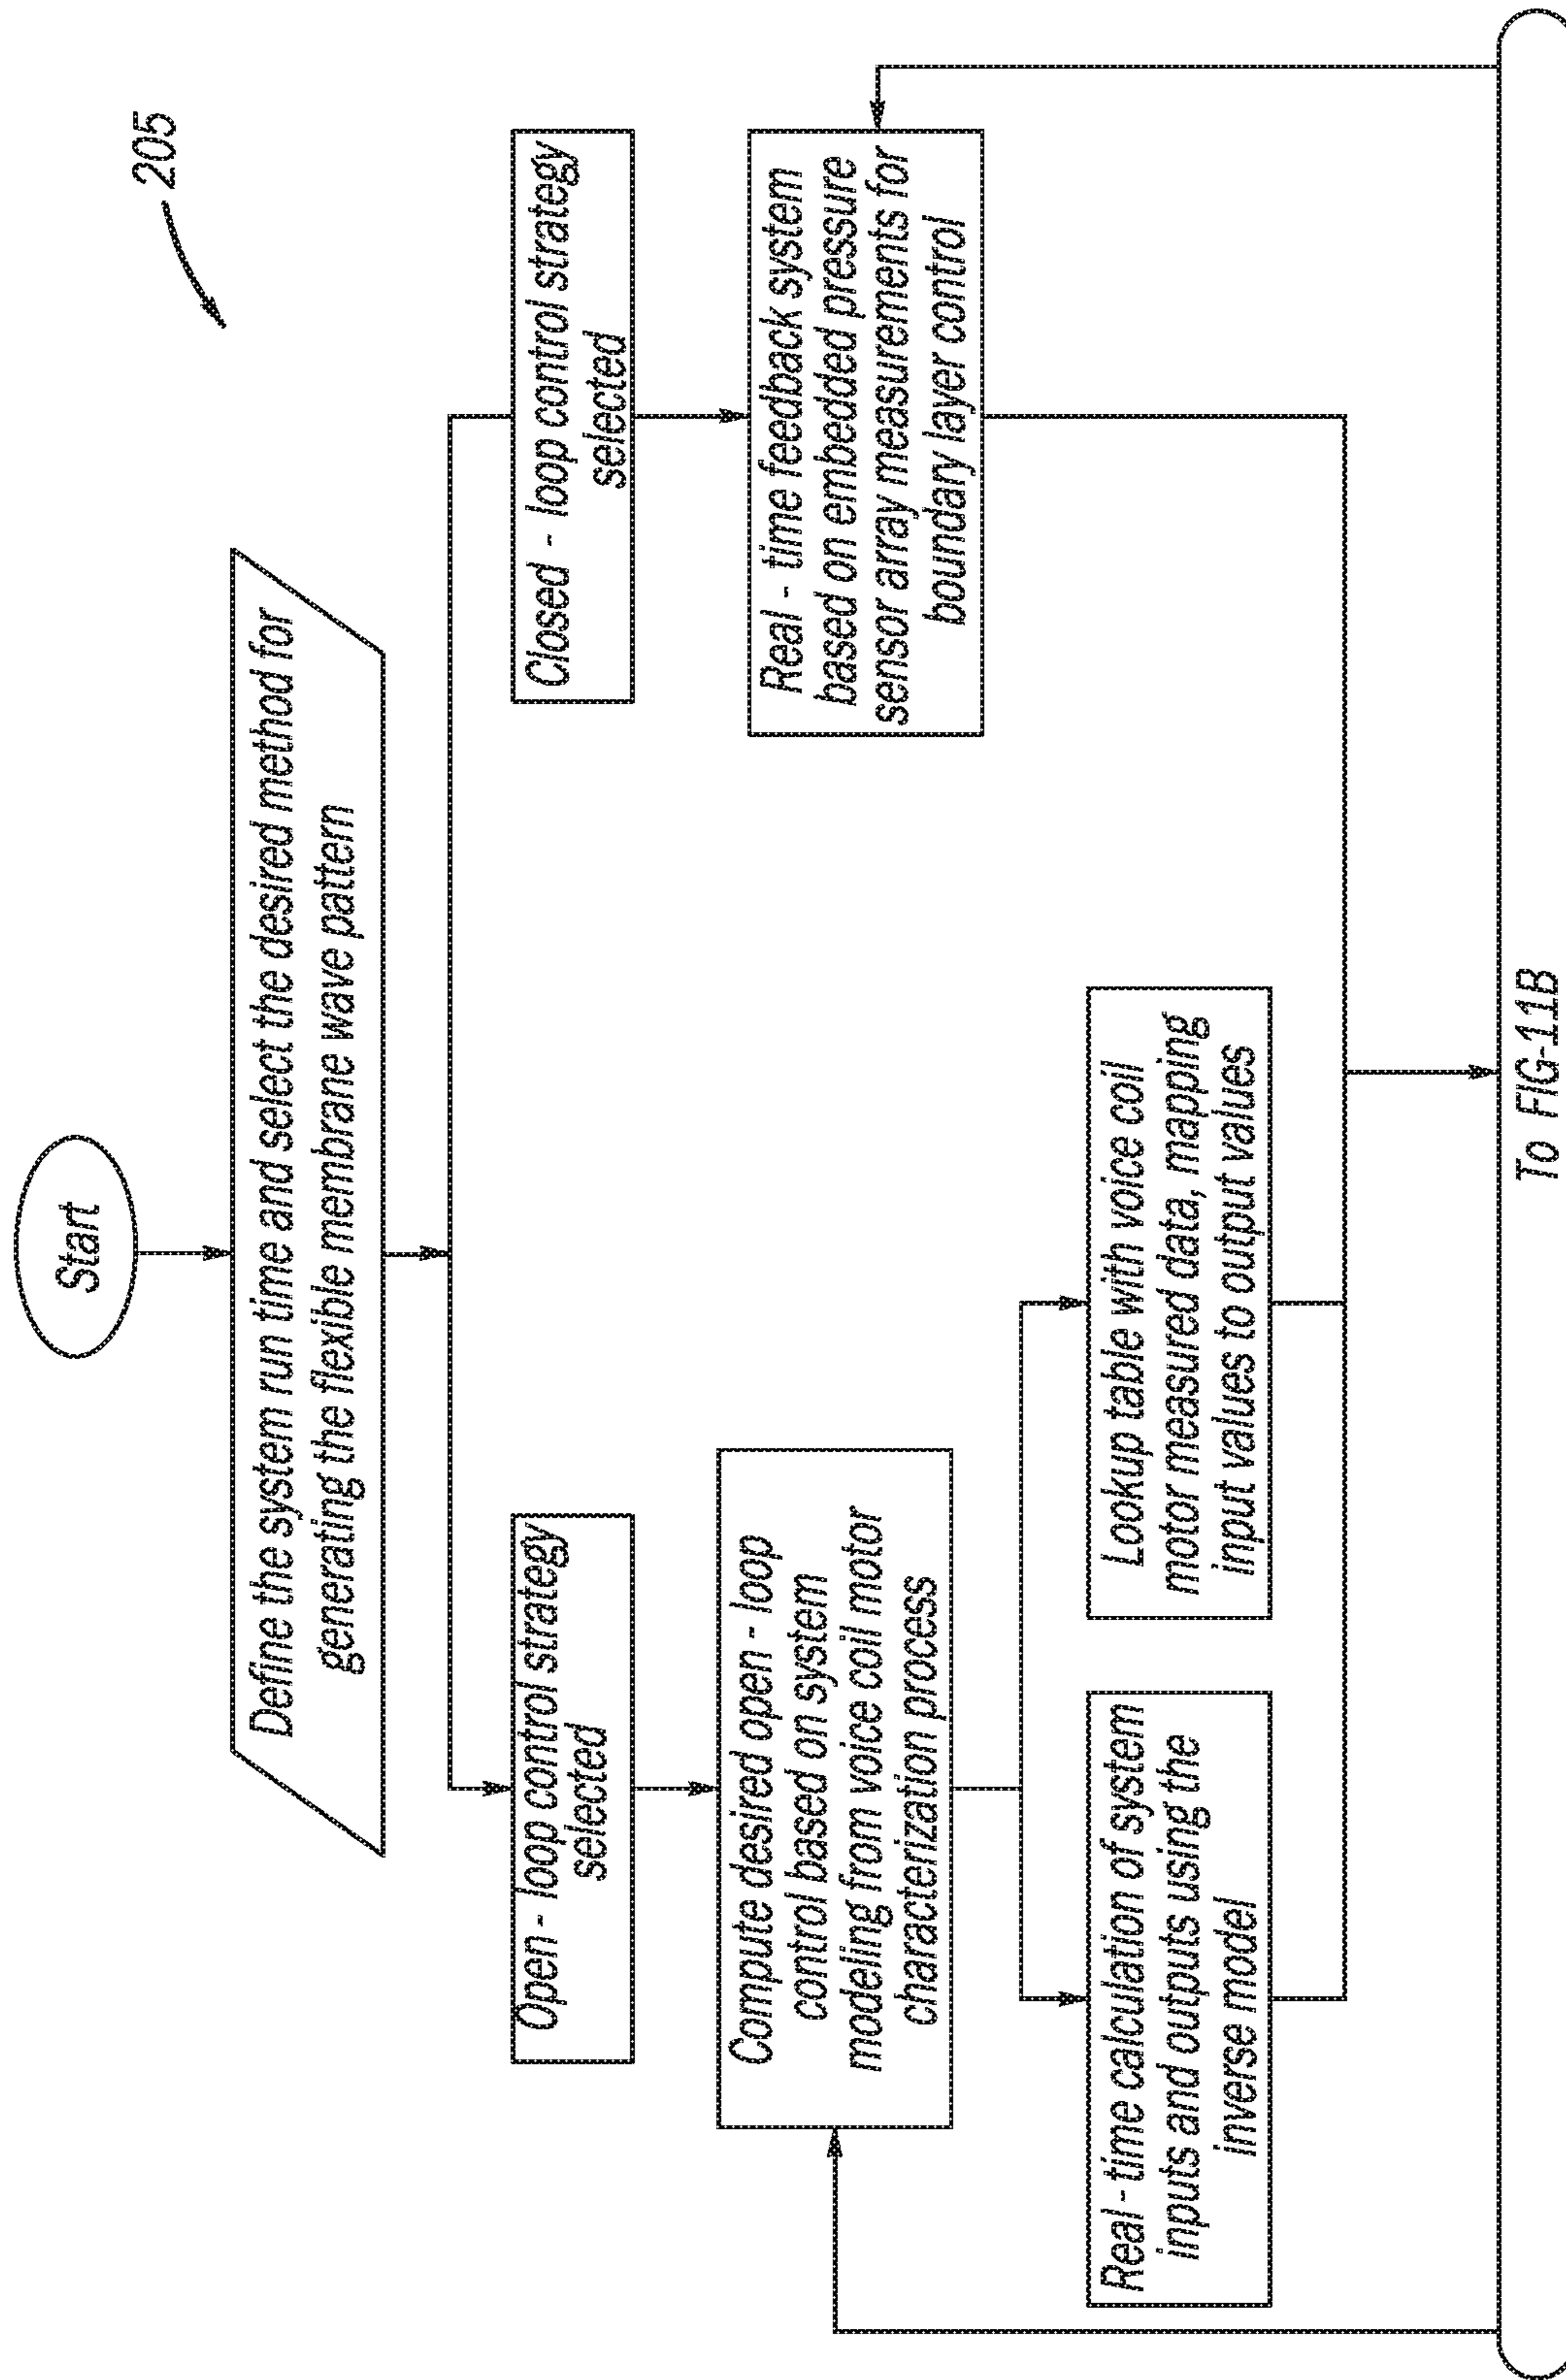 205
Start
Define the system run time and select the desired method for
generating the flexible membrane wave pattern
Open - loop control strategy
selected
Closed - loop control strategy
selected
Compute desired open - loop
control based on system
modeling from voice coil motor
characterization process
Real - time feedback system
based on embedded pressure
sensor array measurements for
boundary layer control
Real - time calculation of system
inputs and outputs using the
inverse model
Lookup table with voice coil
motor measured data, mapping
input values to output values
To FIG-11B